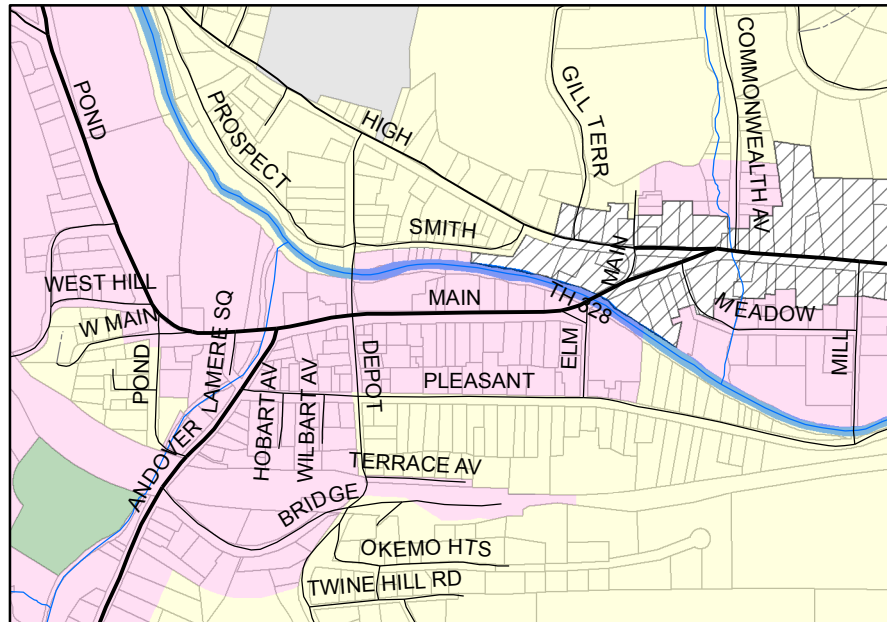 POND
PROSPECT
HIGH
GILL TERR
COMMONWEALTH AV
SMITH
MAIN
WEST HILL
W MAIN
LAMERE SQ
MAIN
TH 328
MEADOW
POND
DEPOT
ELM
MILL
PLEASANT
HOBART AV
WILBART AV
ANDOVER
TERRACE AV
BRIDGE
OKEMO HTS
TWINE HILL RD